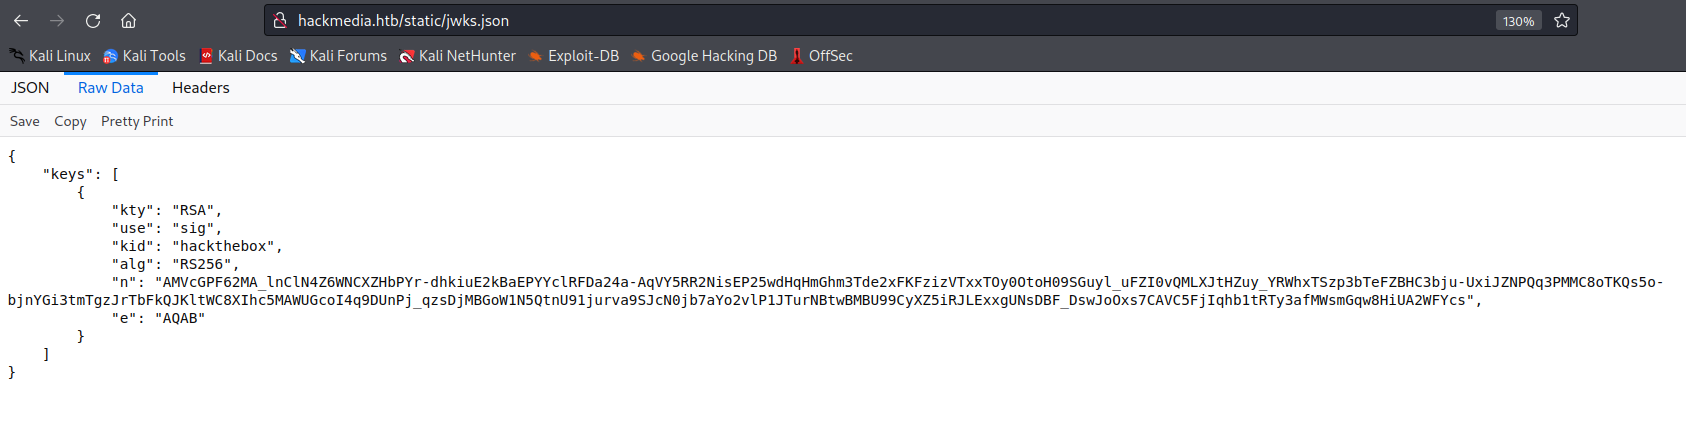 hackmedia.htb/static/jwks.json
130%
Kali Linux Kali Tools Kali Docs Kali Forums Kali NetHunter Exploit-DB Google Hacking DB OffSec
JSON Raw Data Headers
Save Copy Pretty Print
{
    "keys": [
        {
            "kty": "RSA",
            "use": "sig",
            "kid": "hackthebox",
            "alg": "RS256",
            "n": "AMVcGPF62MA_lnClN4Z6WNCXZHbPYr-dhkiuE2kBaEPYYclRFDa24a-AqVY5RR2NisEP25wdHqHmGhm3Tde2xFKFzizVTxxTOy0OtoH09SGuyl_uFZI0vQMLXJtHZuy_YRWhxTSzp3bTeFZBHC3bju-UxiJZNPQq3PMMC8oTKQs5o-
bjnYGi3tmTgzJrTbFkQJKltWC8XIhc5MAWUGcoI4q9DUnPj_qzsDjMBGoW1N5QtnU91jurva9SJcN0jb7aYo2vlP1JTurNBtwBMBU99CyXZ5iRJLExxgUNsDBF_DswJoOxs7CAVC5FjIqhb1tRTy3afMWsmGqw8HiUA2WFYcs",
            "e": "AQAB"
        }
    ]
}